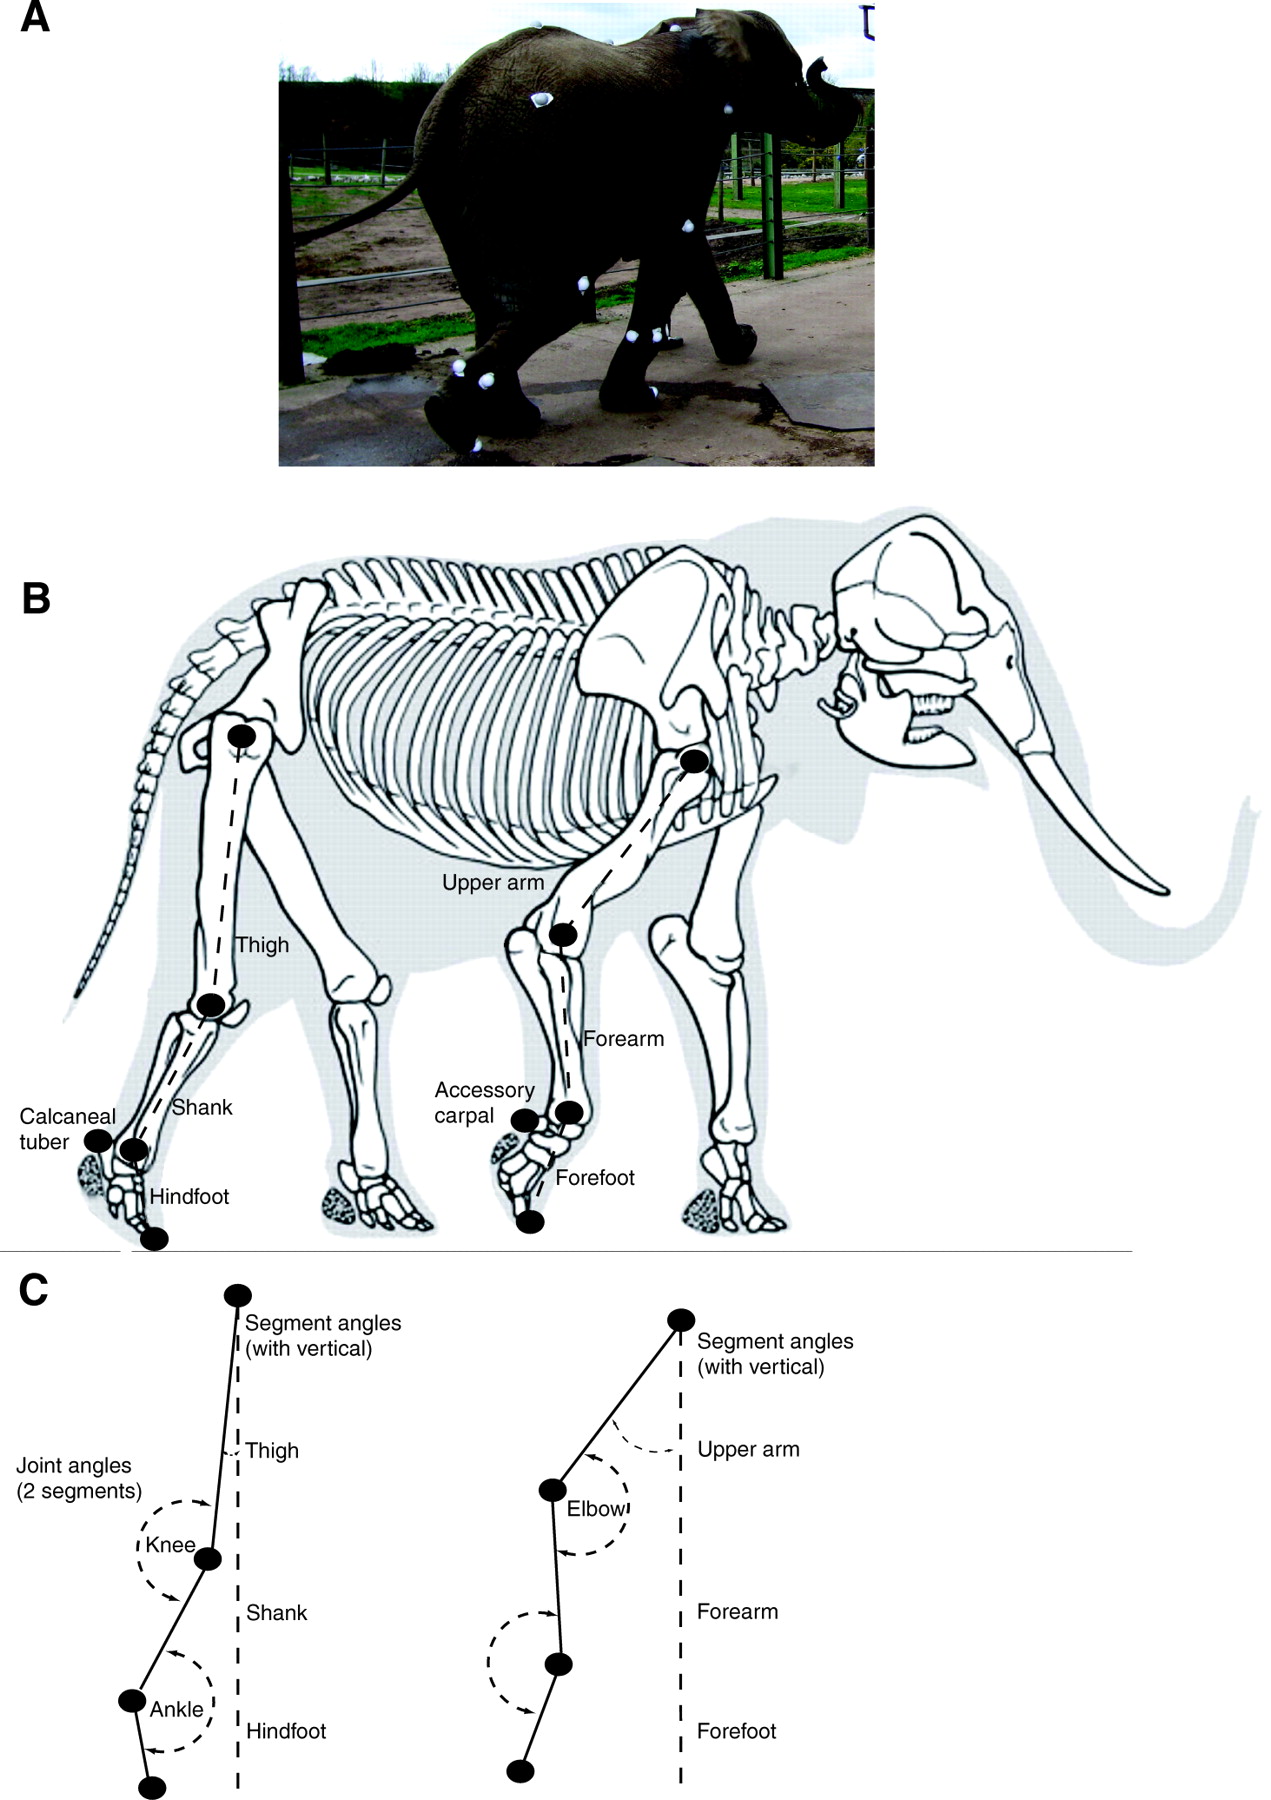 A
B
Upper arm
Thigh
Forearm
Accessory
carpal
Shank
Calcaneal
tuber
Forefoot
Hindfoot
C
Segment angles
(with vertical)
Segment angles
(with vertical)
Thigh
Upper arm
Joint angles
(2 segments)
Elbow
Knee
Shank
Forearm
Ankle
Hindfoot
Forefoot